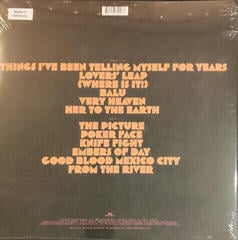 Made in
Germany
THINGS I'VE BEEN TELLING MYSELF FOR YEARS
LOVERS' LEAP
(WHERE IS IT!)
BALU
VERY HEAVEN
HER TO THE EARTH
THE PICTURE
POKER FACE
KNIFE FIGHT
EMBERS OF DAY
GOOD BLOOD MEXICO CITY
FROM THE RIVER